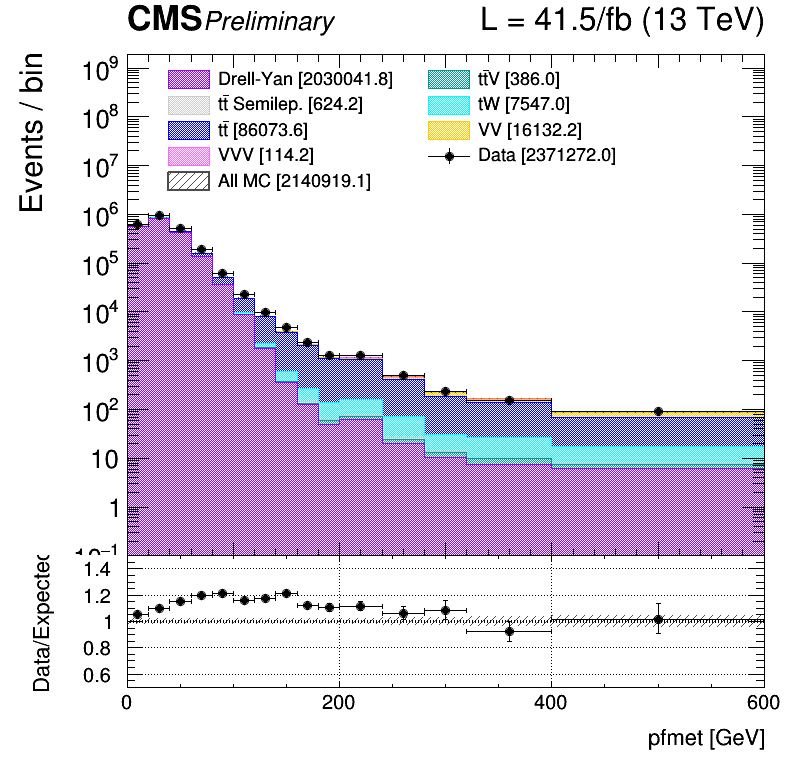 CMS Preliminary L = 41.5/fb (13 TeV)
Events / bin
10⁹
10⁸
10⁷
10⁶
10⁵
10⁴
10³
10²
10
1
10⁻¹
Drell-Yan [2030041.8]
tt̄ Semilep. [624.2]
tt̄ [86073.6]
VVV [114.2]
All MC [2140919.1]
tt̄V [386.0]
tW [7547.0]
VV [16132.2]
Data [2371272.0]
Data/Expected
1.4
1.2
1
0.8
0.6
0 200 400 600
pfmet [GeV]